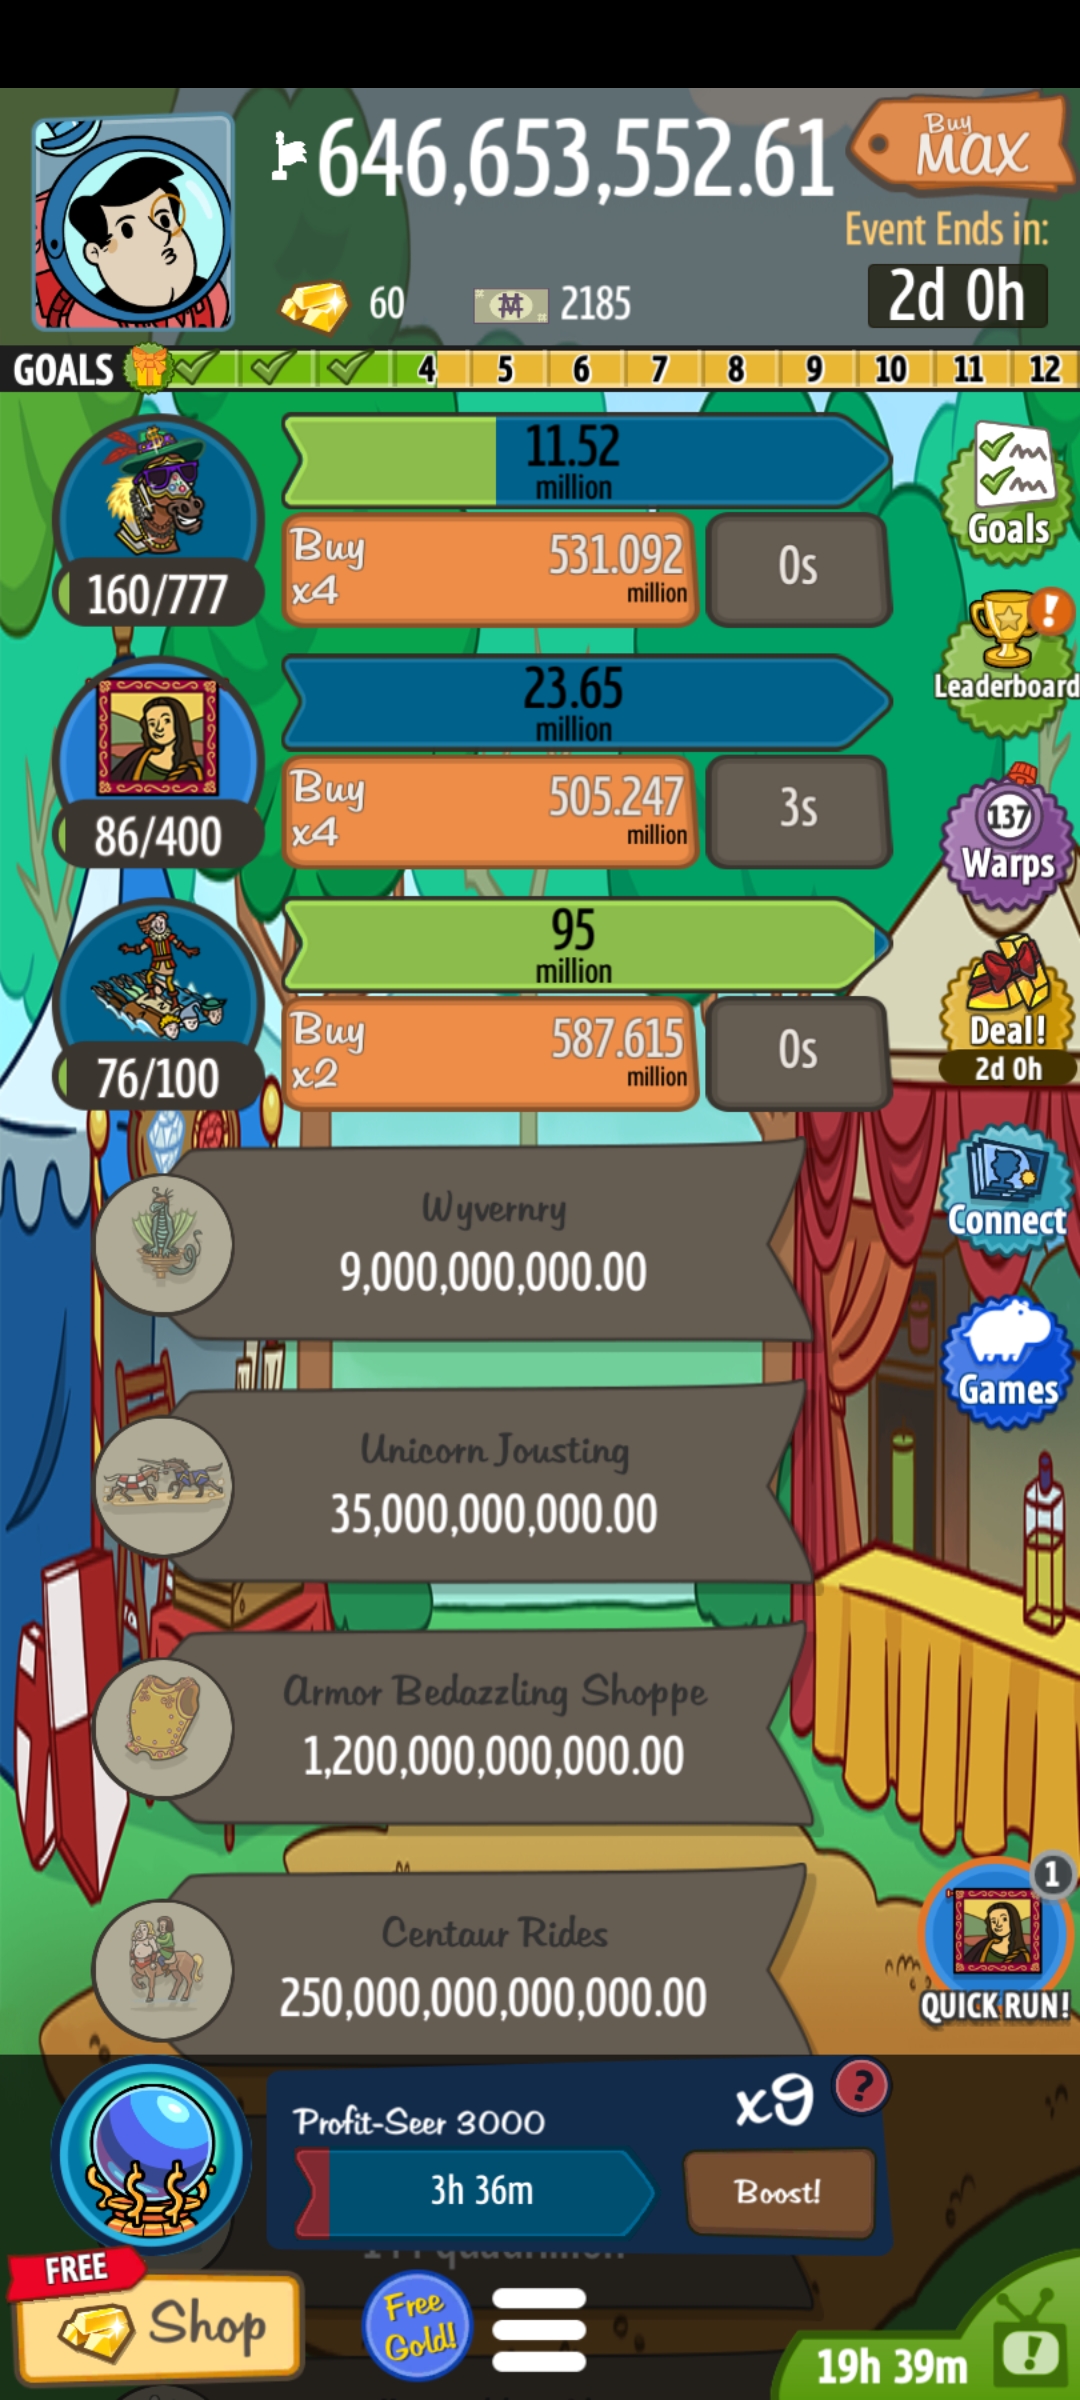 646,653,552.61
Buy
MAX
Event Ends in:
60
2185
2d 0h
GOALS
4 5 6 7 8 9 10 11 12
11.52
million
Buy
x4
531.092
million
0s
160/777
Goals
23.65
million
Leaderboard
Buy
x4
505.247
million
3s
86/400
137
Warps
95
million
Buy
x2
587.615
million
0s
76/100
Deal!
2d 0h
Wyvernry
9,000,000,000.00
Connect
Games
Unicorn Jousting
35,000,000,000.00
Armor Bedazzling Shoppe
1,200,000,000,000.00
1
Centaur Rides
250,000,000,000,000.00
QUICK RUN!
Profit-Seer 3000
x9
?
3h 36m
Boost!
FREE
Shop
Free
Gold!
19h 39m